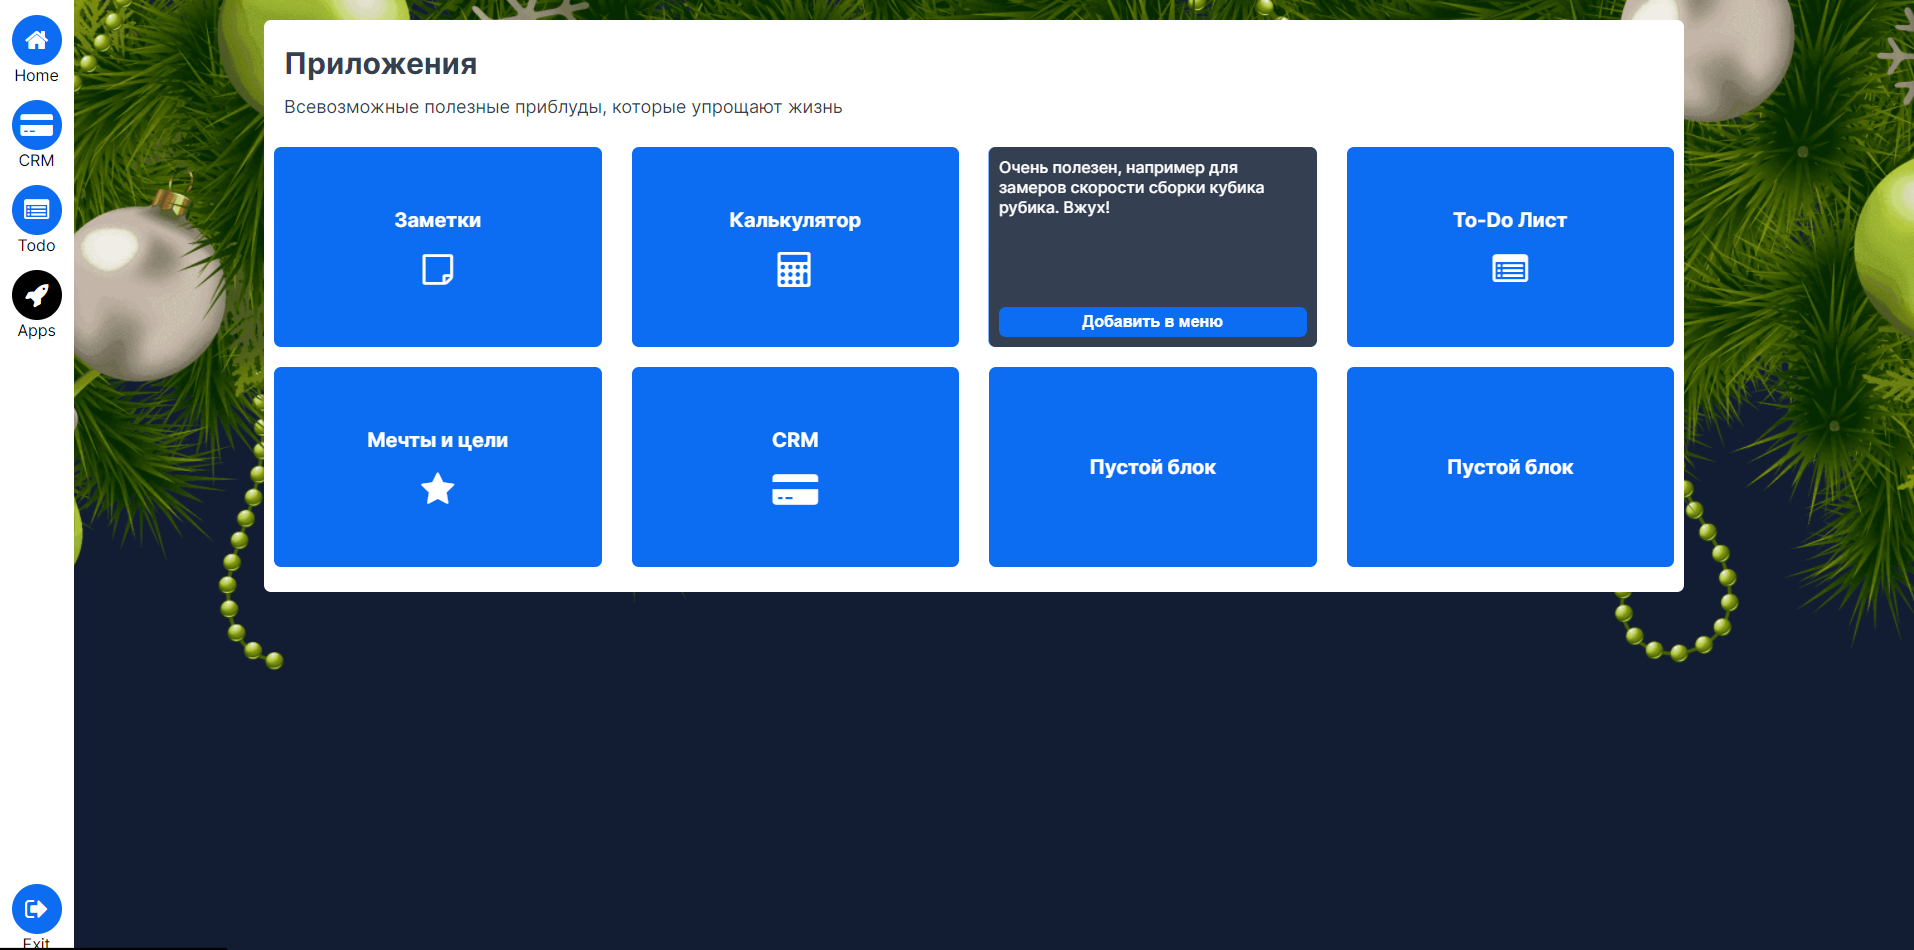 Home
CRM
Todo
Apps
Exit
Приложения
Всевозможные полезные приблуды, которые упрощают жизнь
Заметки
Калькулятор
Очень полезен, например для
замеров скорости сборки кубика
рубика. Вжух!
Добавить в меню
To-Do Лист
Мечты и цели
CRM
Пустой блок
Пустой блок